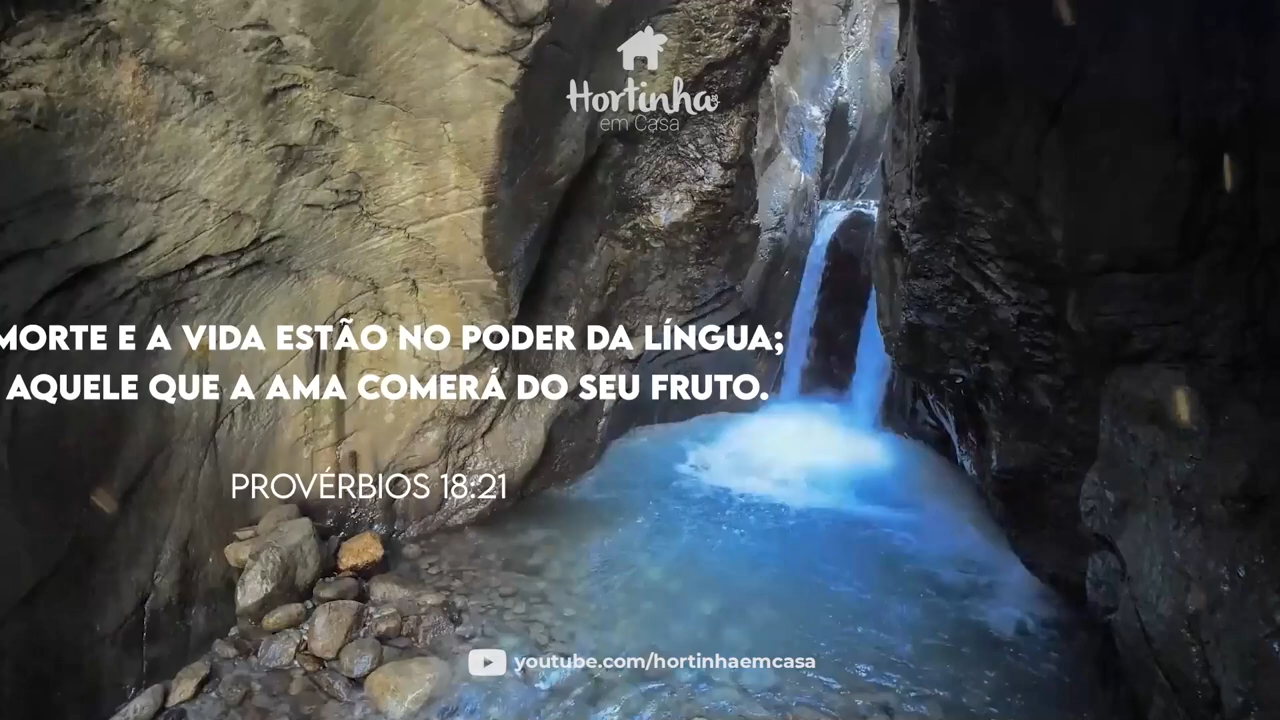 Hortinha
em Casa
MORTE E A VIDA ESTÃO NO PODER DA LÍNGUA;
AQUELE QUE A AMA COMERÁ DO SEU FRUTO.
PROVÉRBIOS 18:21
youtube.com/hortinhaemcasa